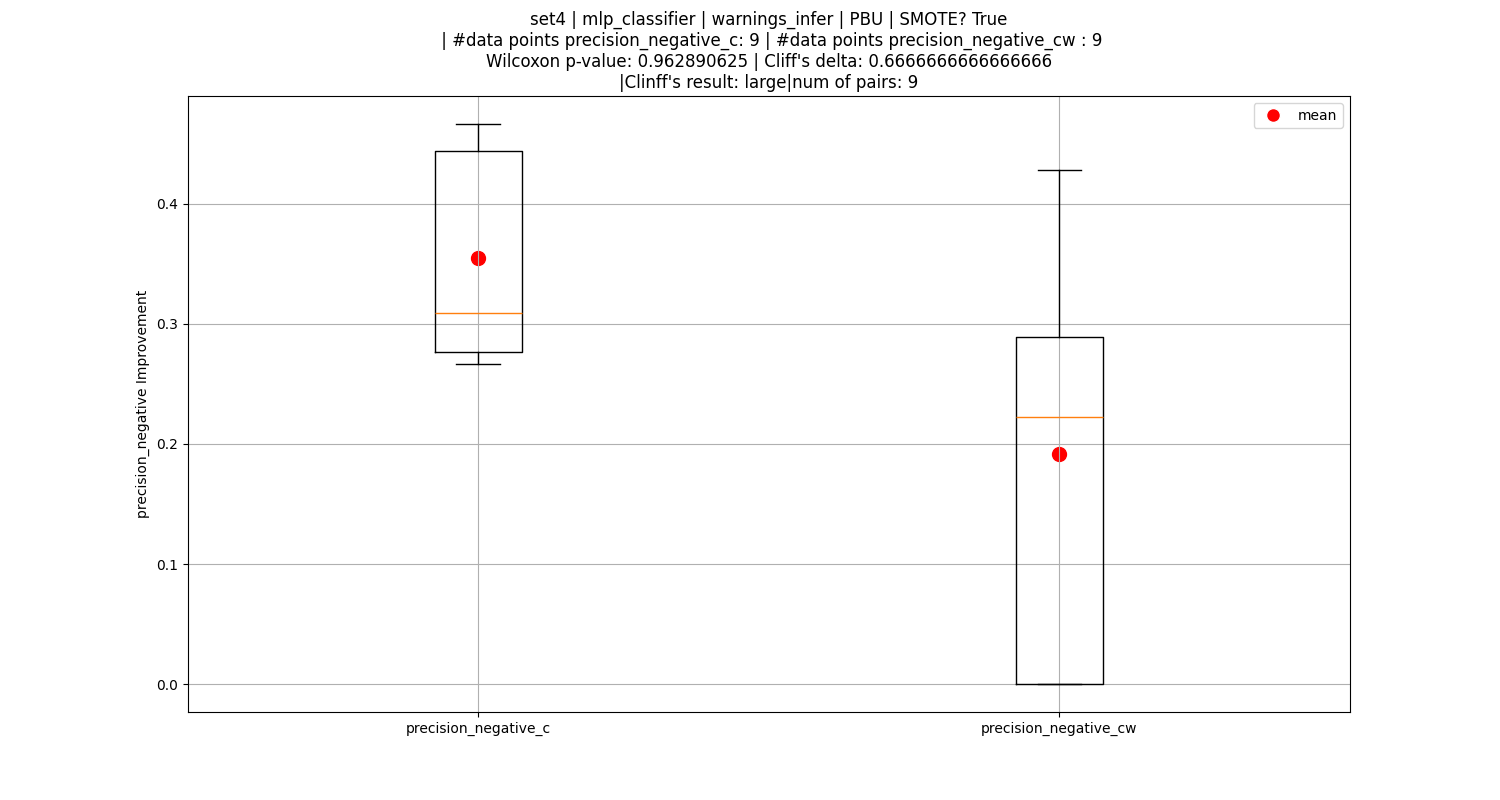 set4 | mlp_classifier | warnings_infer | PBU | SMOTE? True
| #data points precision_negative_c: 9 | #data points precision_negative_cw : 9
Wilcoxon p-value: 0.962890625 | Cliff's delta: 0.6666666666666666
|Clinff's result: large|num of pairs: 9
mean
0.4
0.3
0.2
0.1
0.0
precision_negative Improvement
precision_negative_c
precision_negative_cw